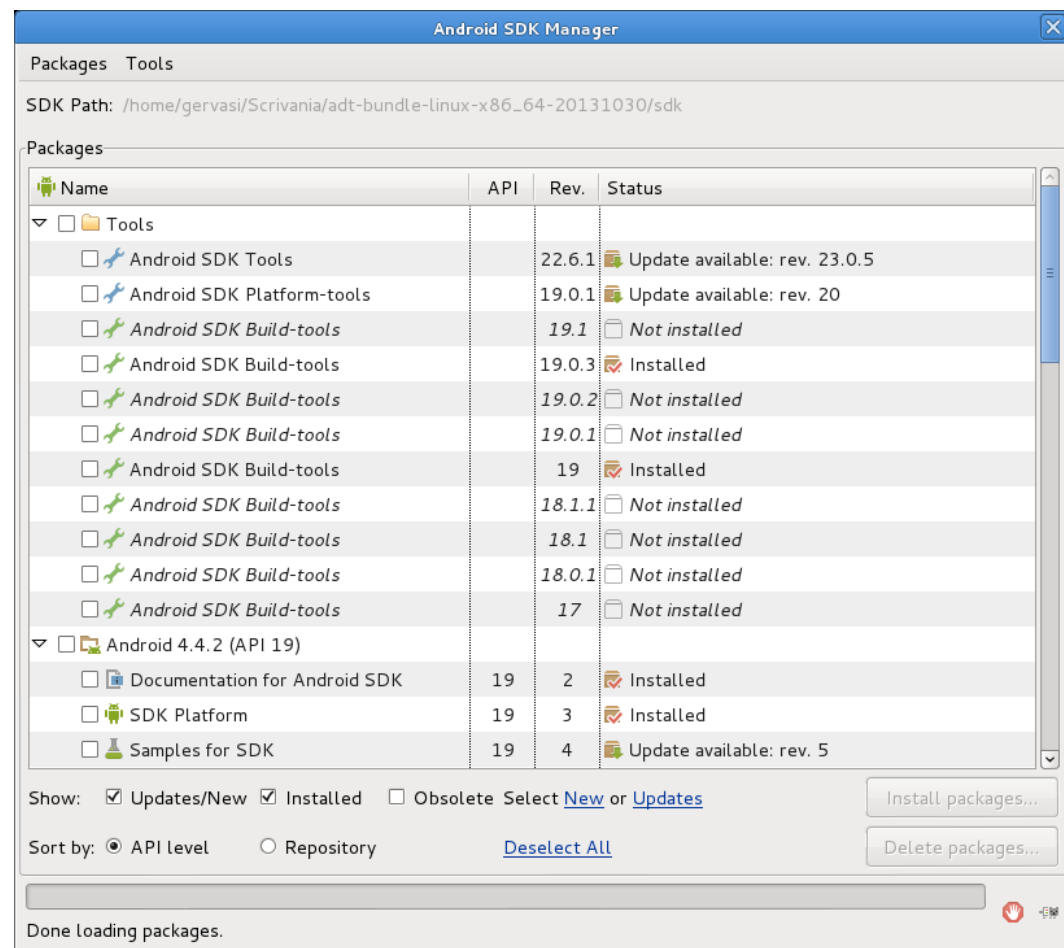 Android SDK Manager
Packages Tools
SDK Path: /home/gervasi/Scrivania/adt-bundle-linux-x86_64-20131030/sdk
Packages
Name API Rev. Status
Tools
Android SDK Tools 22.6.1 Update available: rev. 23.0.5
Android SDK Platform-tools 19.0.1 Update available: rev. 20
Android SDK Build-tools 19.1 Not installed
Android SDK Build-tools 19.0.3 Installed
Android SDK Build-tools 19.0.2 Not installed
Android SDK Build-tools 19.0.1 Not installed
Android SDK Build-tools 19 Installed
Android SDK Build-tools 18.1.1 Not installed
Android SDK Build-tools 18.1 Not installed
Android SDK Build-tools 18.0.1 Not installed
Android SDK Build-tools 17 Not installed
Android 4.4.2 (API 19)
Documentation for Android SDK 19 2 Installed
SDK Platform 19 3 Installed
Samples for SDK 19 4 Update available: rev. 5
Show: Updates/New Installed Obsolete Select New or Updates Install packages...
Sort by: API level Repository Deselect All Delete packages...
Done loading packages.